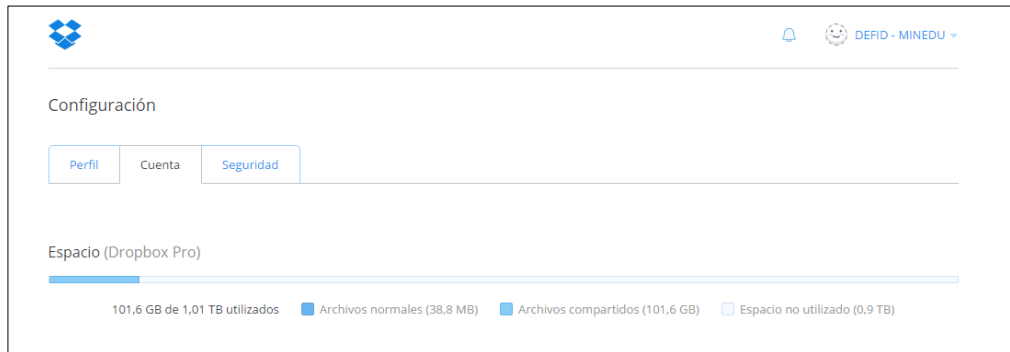 DEFID - MINEDU
Configuración
Perfil Cuenta Seguridad
Espacio (Dropbox Pro)
101,6 GB de 1,01 TB utilizados Archivos normales (38,8 MB) Archivos compartidos (101,6 GB) Espacio no utilizado (0,9 TB)